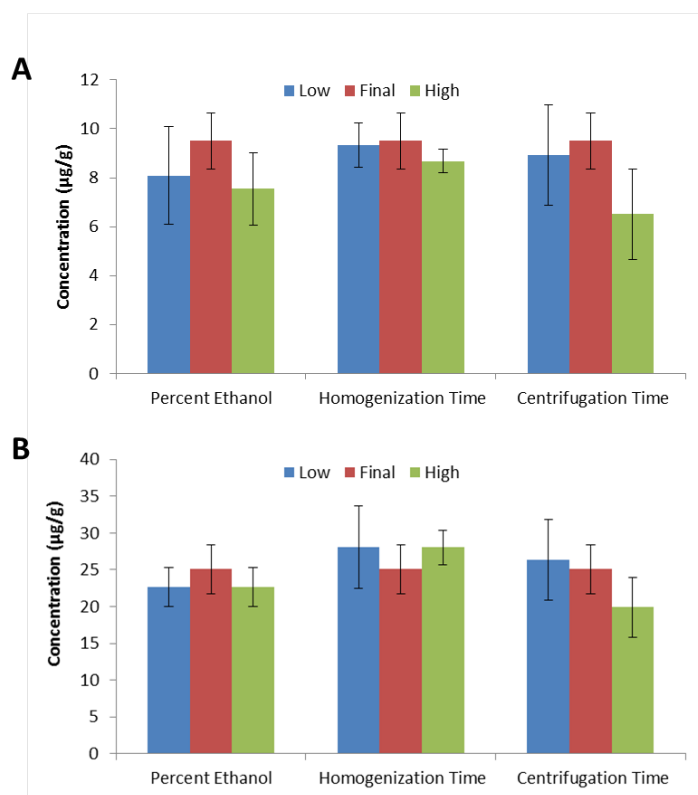 A
12
10
8
6
4
2
0
Concentration (µg/g)
Low Final High
Percent Ethanol Homogenization Time Centrifugation Time
B
40
35
30
25
20
15
10
5
0
Concentration (µg/g)
Low Final High
Percent Ethanol Homogenization Time Centrifugation Time